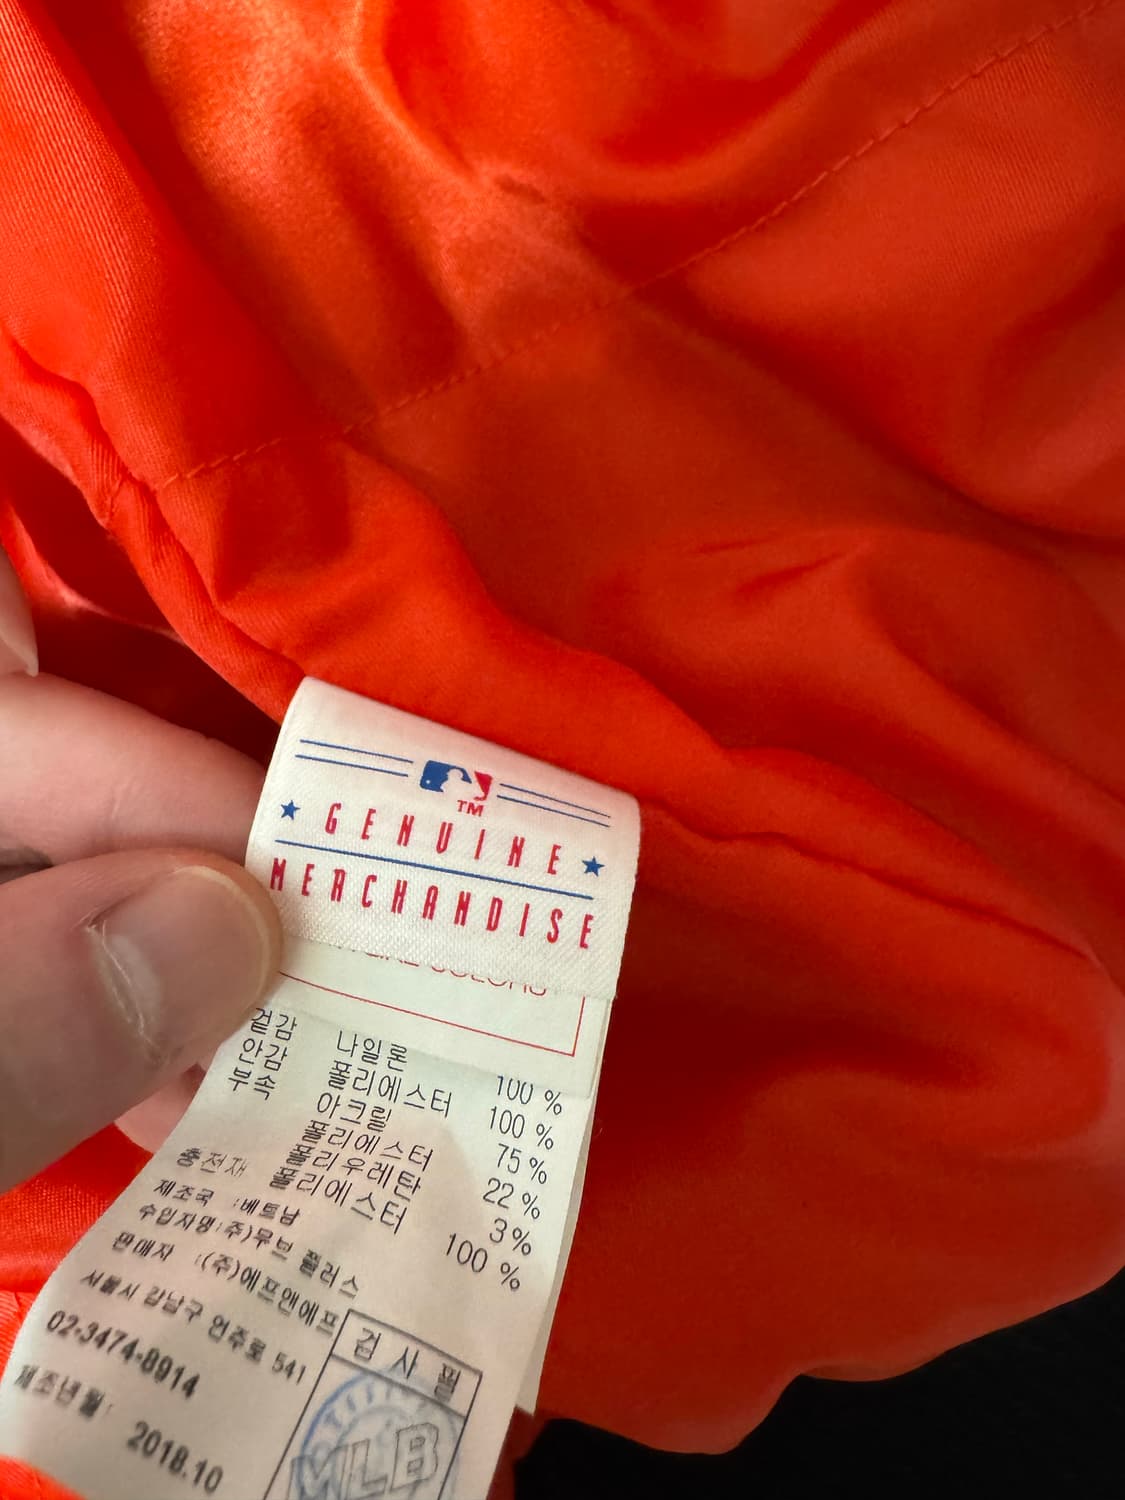 TM
GENUINE
MERCHANDISE
COLORS
겉감 나일론 100 %
안감 폴리에스터 100 %
부속 아크릴 75 %
폴리에스터 22 %
폴리우레탄 3 %
충전재 폴리에스터 100 %
제조국 :베트남
수입자명:주)무브 플러스
판매자 :(주)에프앤에프
서울시 강남구 언주로 541
02-3474-8914
제조년월:
2018.10
검사필
MLB